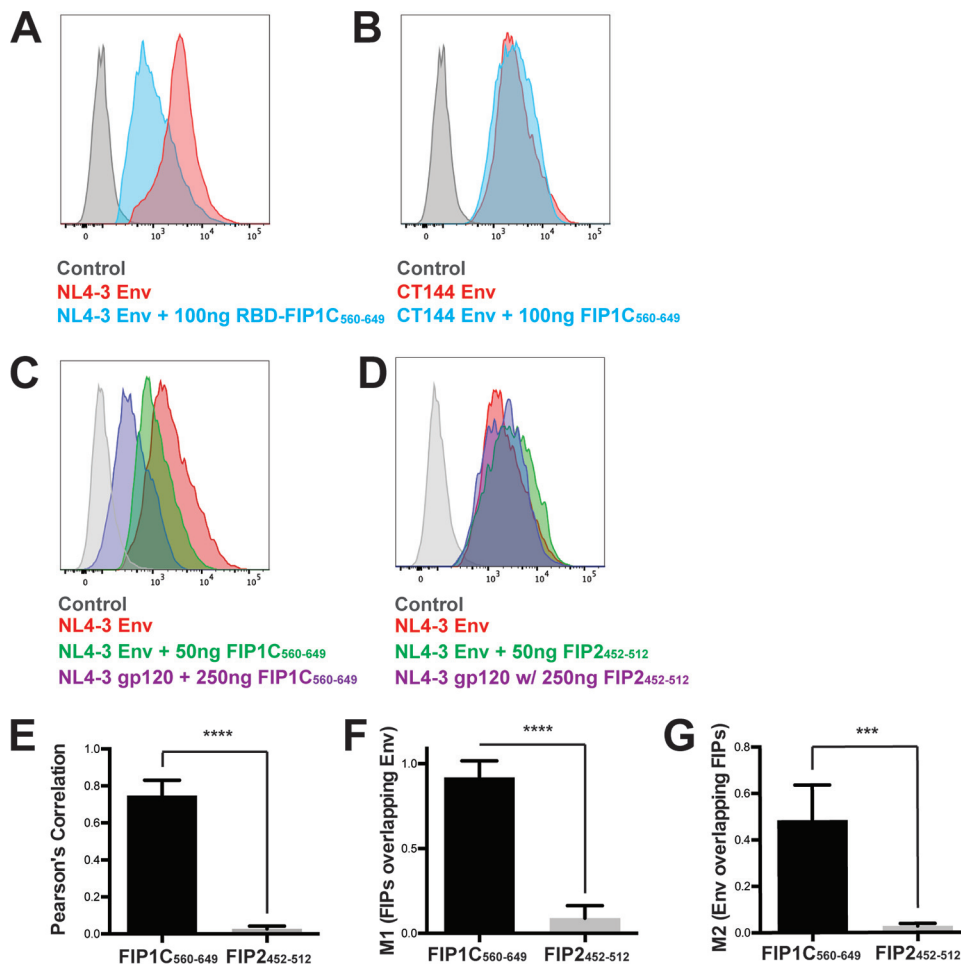 A
B
0 10³ 10⁴ 10⁵
0 10³ 10⁴ 10⁵
Control
NL4-3 Env
NL4-3 Env + 100ng RBD-FIP1C560-649
Control
CT144 Env
CT144 Env + 100ng FIP1C560-649
C
D
0 10³ 10⁴ 10⁵
0 10³ 10⁴ 10⁵
Control
NL4-3 Env
NL4-3 Env + 50ng FIP1C560-649
NL4-3 gp120 + 250ng FIP1C560-649
Control
NL4-3 Env
NL4-3 Env + 50ng FIP2452-512
NL4-3 gp120 w/ 250ng FIP2452-512
E
Pearson's Correlation
1.0
0.8
0.6
0.4
0.2
0.0
****
FIP1C560-649 FIP2452-512
F
M1 (FIPs overlapping Env)
1.0
0.5
0.0
****
FIP1C560-649 FIP2452-512
G
M2 (Env overlapping FIPs)
0.8
0.6
0.4
0.2
0.0
***
FIP1C560-649 FIP2452-512